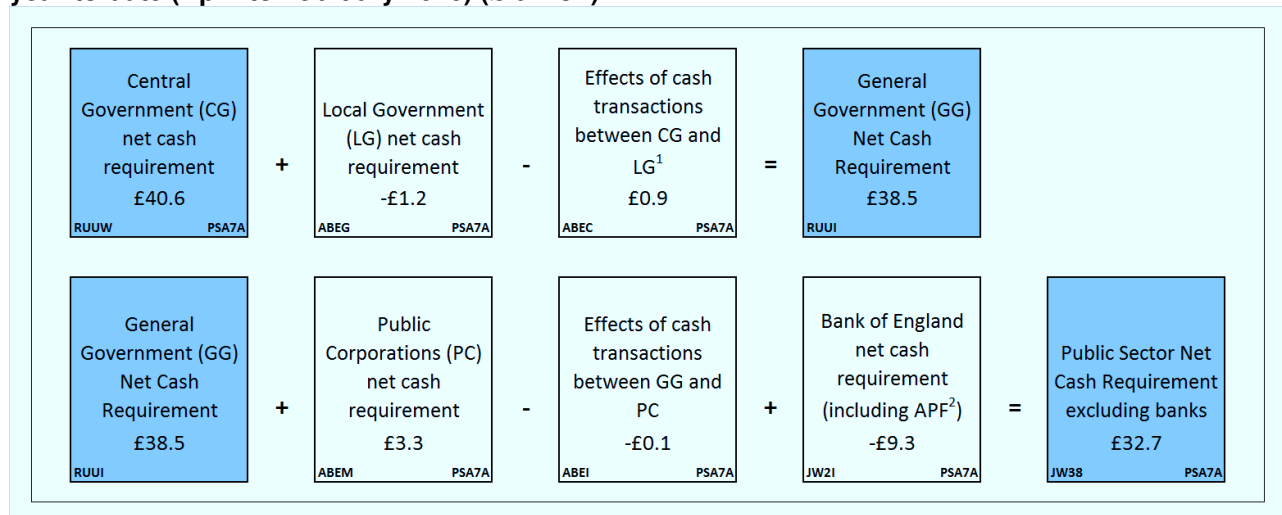 Central
Government (CG)
net cash
requirement
£40.6
RUUW PSA7A
+
Local Government
(LG) net cash
requirement
-£1.2
ABEG PSA7A
-
Effects of cash
transactions
between CG and
LG1
£0.9
ABEC PSA7A
=
General
Government (GG)
Net Cash
Requirement
£38.5
RUUI
General
Government (GG)
Net Cash
Requirement
£38.5
RUUI
+
Public
Corporations (PC)
net cash
requirement
£3.3
ABEM PSA7A
-
Effects of cash
transactions
between GG and
PC
-£0.1
ABEI PSA7A
+
Bank of England
net cash
requirement
(including APF2)
-£9.3
JW2I PSA7A
=
Public Sector Net
Cash Requirement
excluding banks
£32.7
JW38 PSA7A